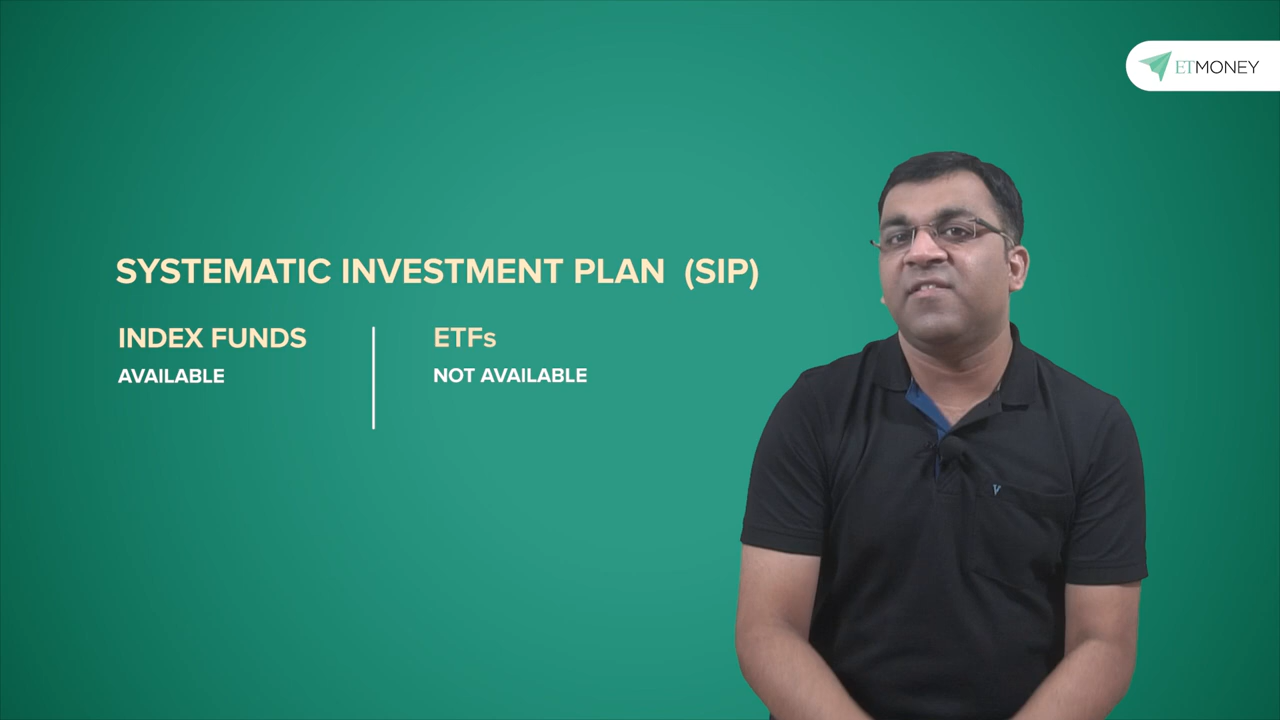 ETMONEY
SYSTEMATIC INVESTMENT PLAN (SIP)
INDEX FUNDS
AVAILABLE
ETFs
NOT AVAILABLE
V